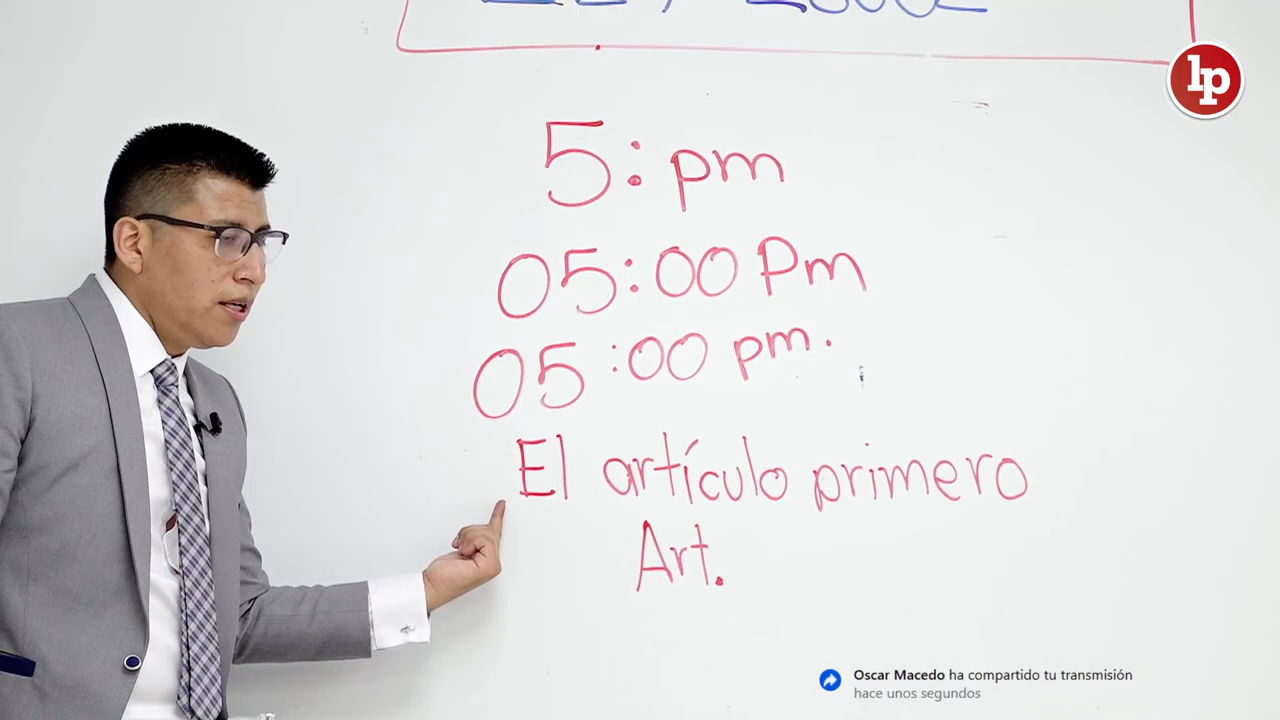 lp
5: pm
05:00 Pm
05:00 pm.
El artículo primero
Art.
Oscar Macedo ha compartido tu transmisión
hace unos segundos